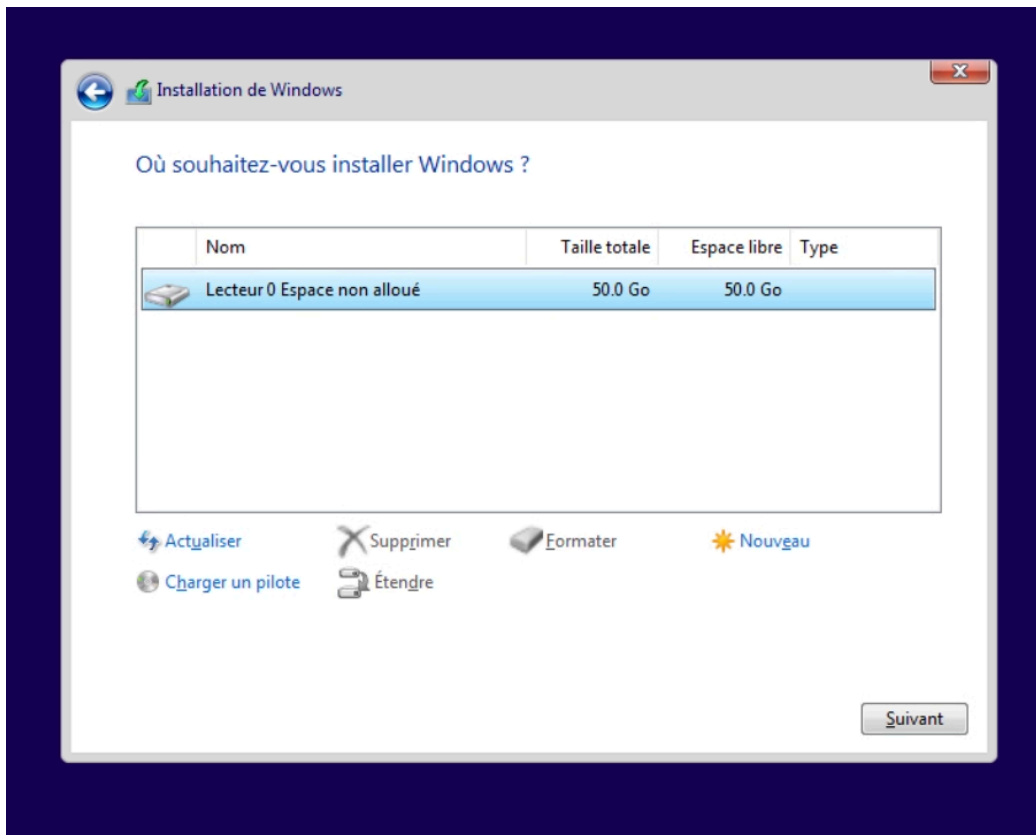 Installation de Windows
Où souhaitez-vous installer Windows ?
Nom Taille totale Espace libre Type
Lecteur 0 Espace non alloué 50.0 Go 50.0 Go
Actualiser Supprimer Formater Nouveau
Charger un pilote Étendre
Suivant